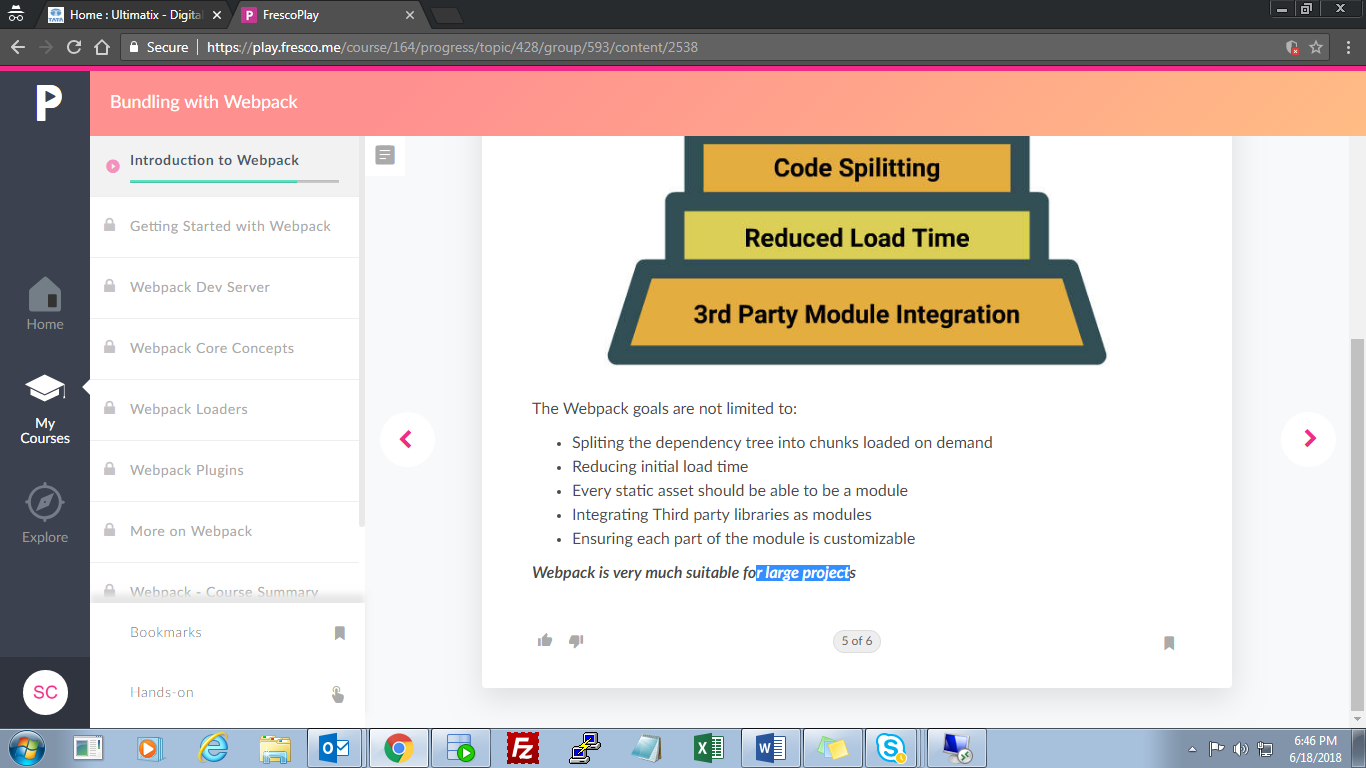 Home : Ultimatix - Digital
FrescoPlay
Secure
https://play.fresco.me/course/164/progress/topic/428/group/593/content/2538
P
Bundling with Webpack
Introduction to Webpack
Getting Started with Webpack
Webpack Dev Server
Webpack Core Concepts
Webpack Loaders
Webpack Plugins
More on Webpack
Webpack - Course Summary
Bookmarks
Hands-on
Home
My
Courses
Explore
SC
Code Spilitting
Reduced Load Time
3rd Party Module Integration
The Webpack goals are not limited to:
• Spliting the dependency tree into chunks loaded on demand
• Reducing initial load time
• Every static asset should be able to be a module
• Integrating Third party libraries as modules
• Ensuring each part of the module is customizable
Webpack is very much suitable for large projects
5 of 6
6:46 PM
6/18/2018